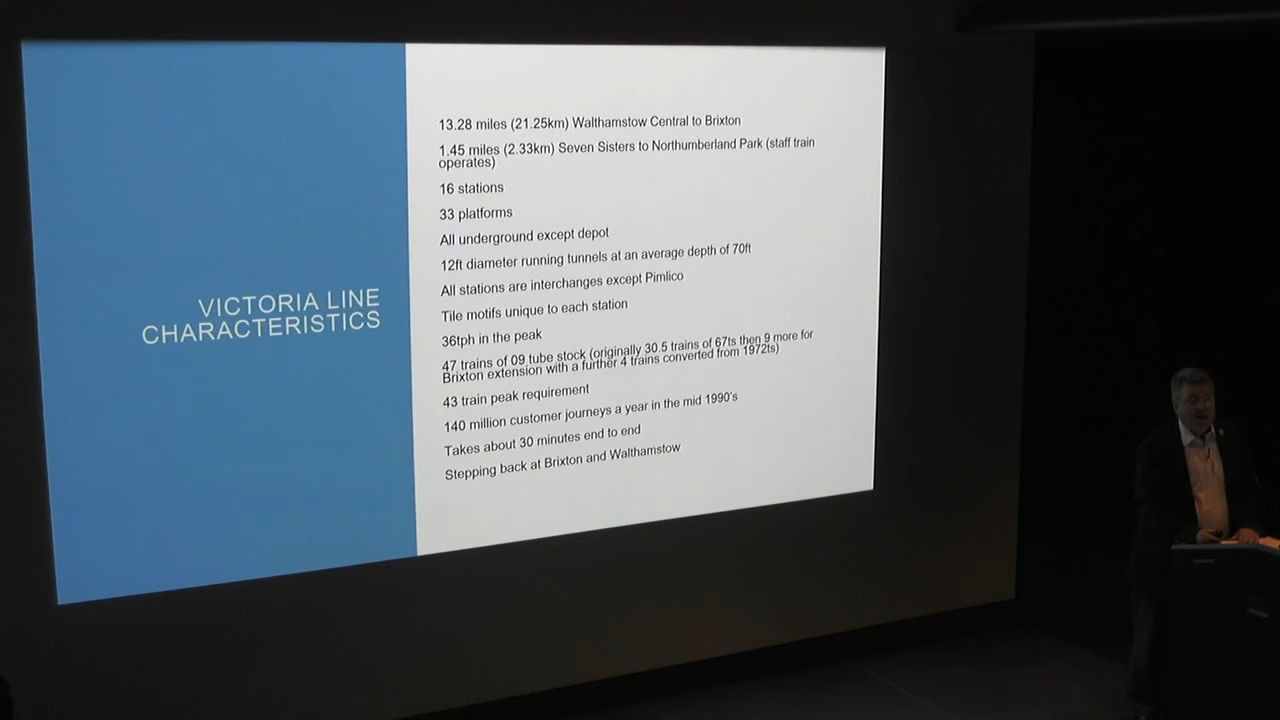 VICTORIA LINE
CHARACTERISTICS
13.28 miles (21.25km) Walthamstow Central to Brixton
1.45 miles (2.33km) Seven Sisters to Northumberland Park (staff train
operates)
16 stations
33 platforms
All underground except depot
12ft diameter running tunnels at an average depth of 70ft
All stations are interchanges except Pimlico
Tile motifs unique to each station
36tph in the peak
47 trains of 09 tube stock (originally 30.5 trains of 67ts then 9 more for
Brixton extension with a further 4 trains converted from 1972ts)
43 train peak requirement
140 million customer journeys a year in the mid 1990's
Takes about 30 minutes end to end
Stepping back at Brixton and Walthamstow